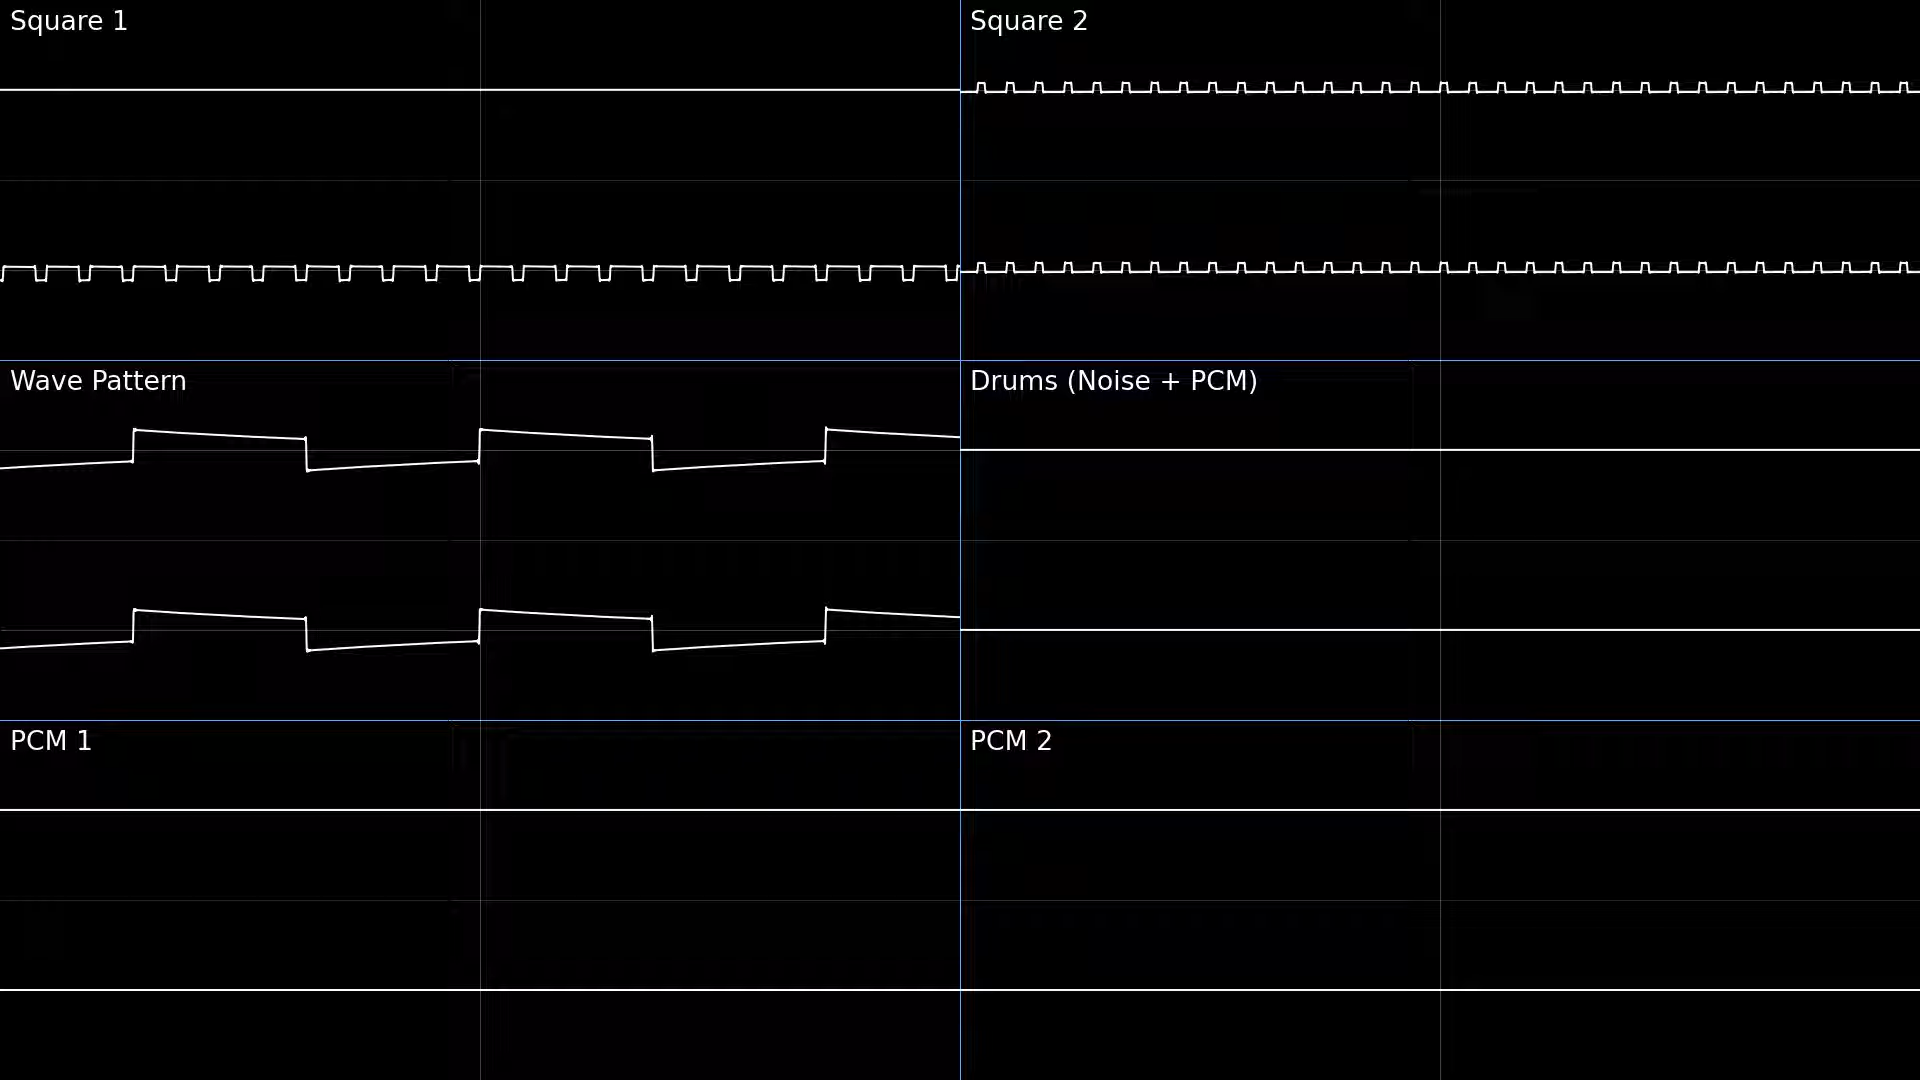 Square 1
Square 2
Wave Pattern
Drums (Noise + PCM)
PCM 1
PCM 2